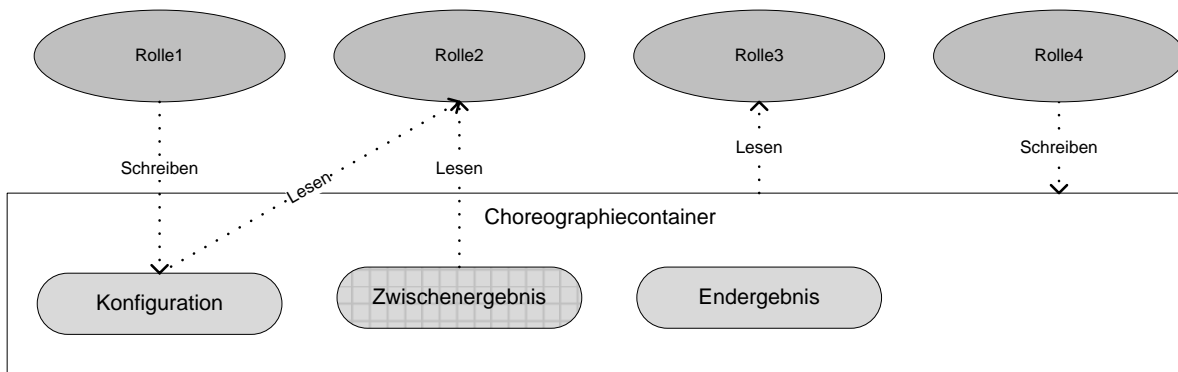 Rolle1
Rolle2
Rolle3
Rolle4
Schreiben
Lesen
Lesen
Lesen
Schreiben
Choreographiecontainer
Konfiguration
Zwischenergebnis
Endergebnis